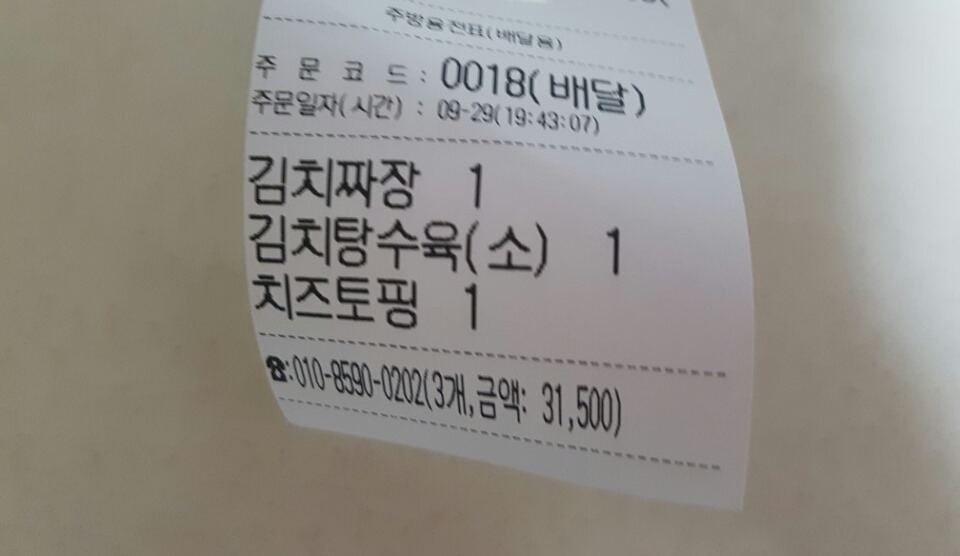 주방용전표(배달용)
주 문 코 드 : 0018(배달)
주문일자(시간) : 09-29(19:43:07)
김치짜장 1
김치탕수육(소) 1
치즈토핑 1
☎:010-8590-0202(3개,금액: 31,500)